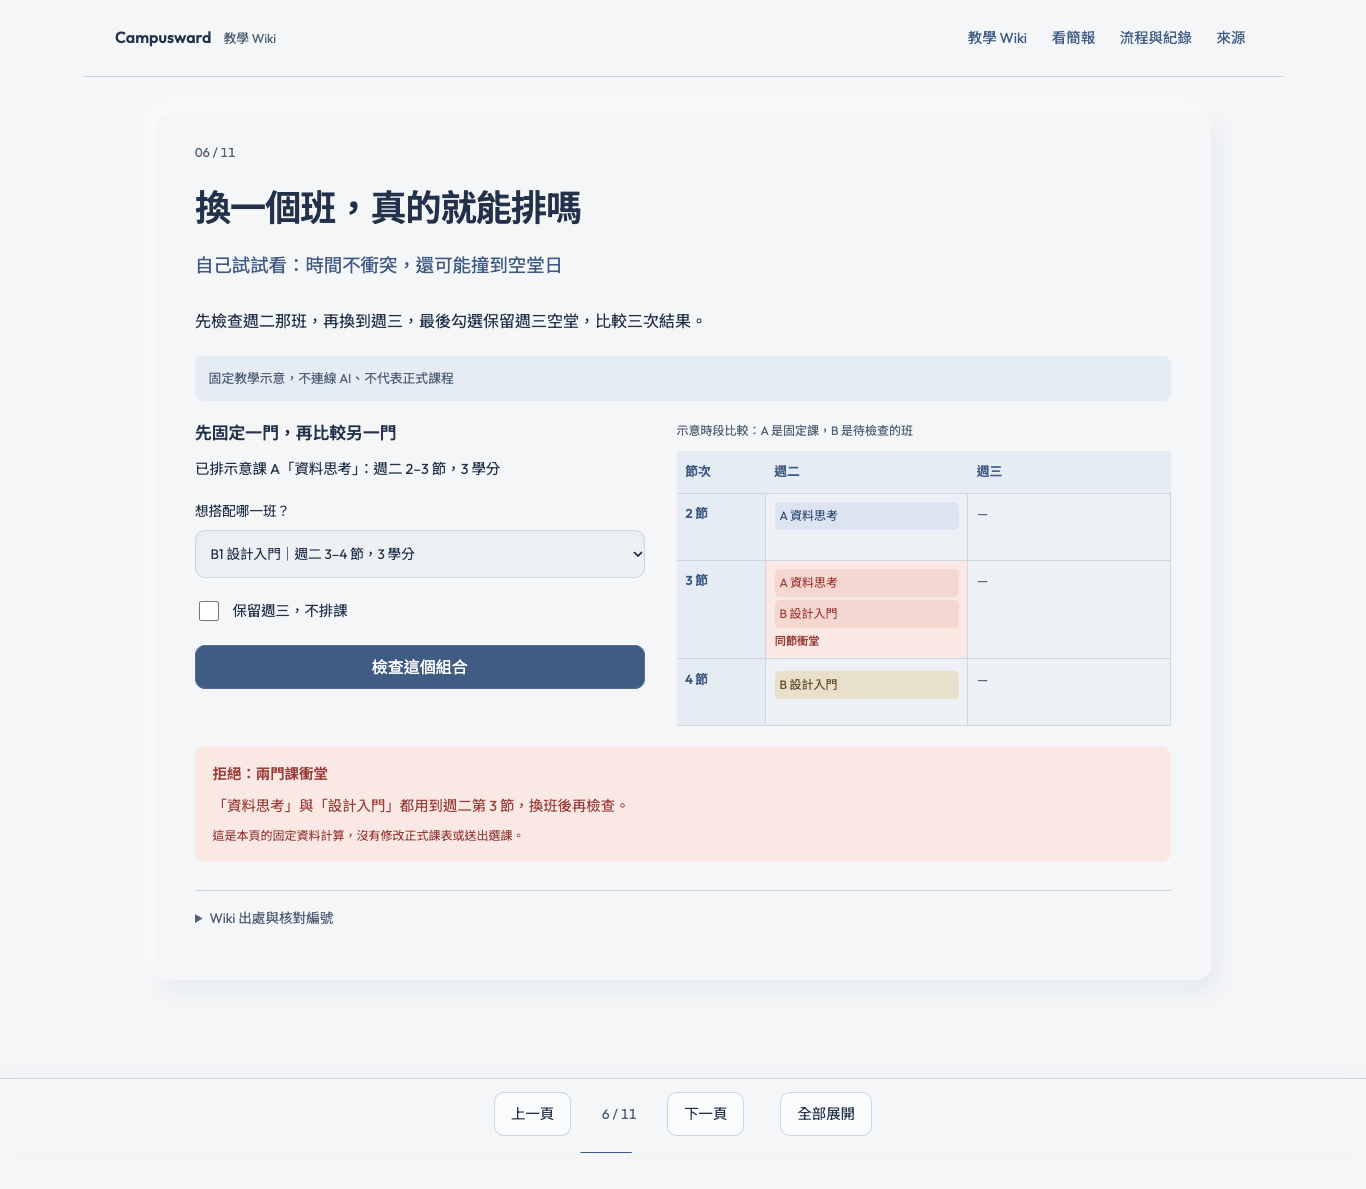 Campusward 教學 Wiki
教學 Wiki 看簡報 流程與紀錄 來源
06 / 11
換一個班，真的就能排嗎
自己試試看：時間不衝突，還可能撞到空堂日
先檢查週二那班，再換到週三，最後勾選保留週三空堂，比較三次結果。
固定教學示意，不連線 AI、不代表正式課程
先固定一門，再比較另一門
已排示意課 A「資料思考」：週二 2–3 節，3 學分
想搭配哪一班？
B1 設計入門｜週二 3–4 節，3 學分
保留週三，不排課
檢查這個組合
示意時段比較：A 是固定課，B 是待檢查的班
節次 週二 週三
2 節 A 資料思考 —
3 節 A 資料思考 —
B 設計入門
同節衝堂
4 節 B 設計入門 —
拒絕：兩門課衝堂
「資料思考」與「設計入門」都用到週二第 3 節，換班後再檢查。
這是本頁的固定資料計算，沒有修改正式課表或送出選課。
Wiki 出處與核對編號
上一頁 6 / 11 下一頁 全部展開